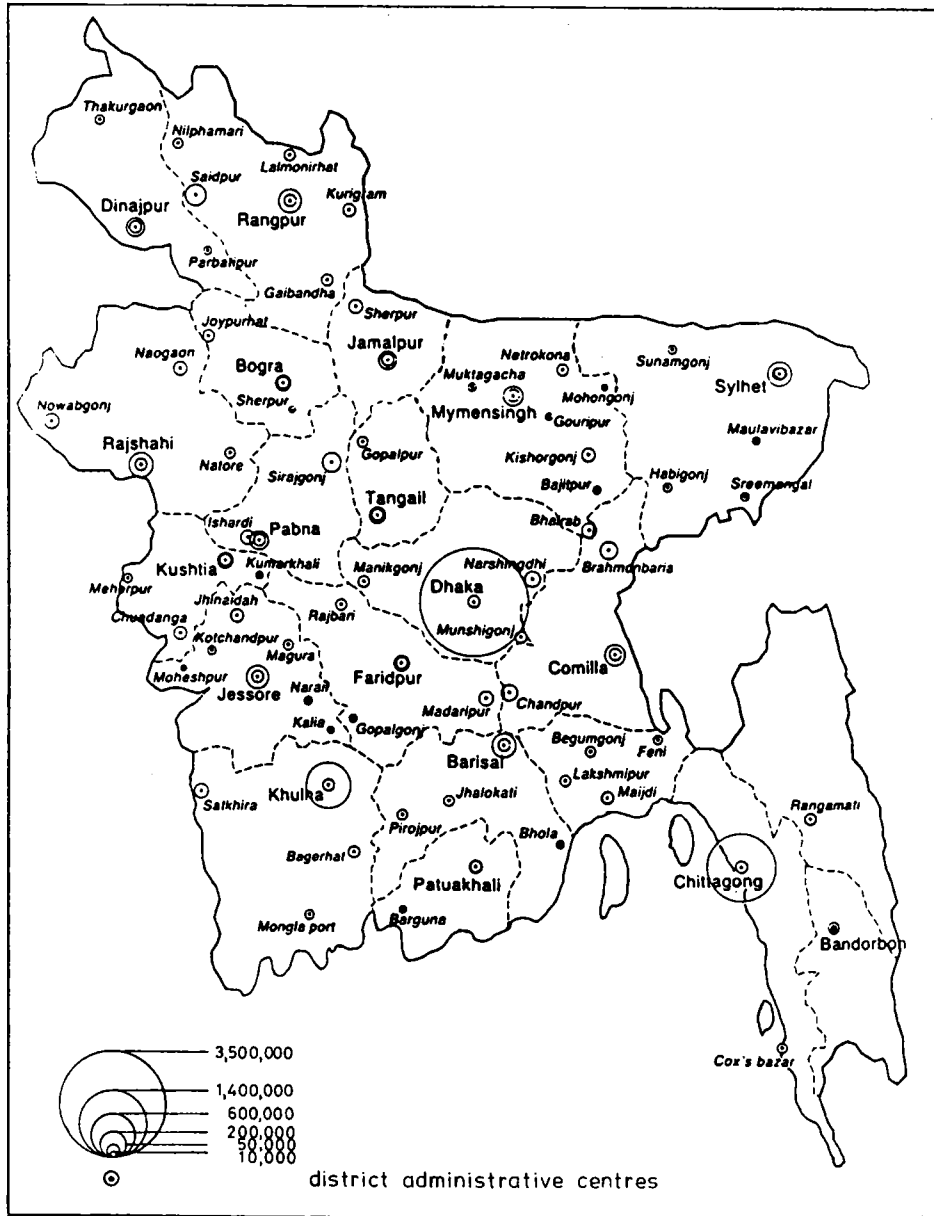 Thakurgaon
Nilphamari
Lalmonirhat
Saidpur
Kurigram
Dinajpur
Rangpur
Parbatipur
Gaibandha
Sherpur
Joypurhat
Jamalpur
Netrokona
Sunamgonj
Naogaon
Bogra
Muktagacha
Sylhet
Mohongonj
Sherpur
Mymensingh
Gouripur
Nowabgonj
Maulavibazar
Rajshahi
Gopalpur
Natore
Sirajgonj
Kishorgonj
Habigonj
Sreemangal
Bajitpur
Tangail
Ishardi
Pabna
Bhairab
Kushtia
Kumarkhali
Manikgonj
Narshingdhi
Brahmonbaria
Meherpur
Dhaka
Jhinaidah
Rajbari
Chuadanga
Munshigonj
Kotchandpur
Magura
Comilla
Moheshpur
Faridpur
Jessore
Narail
Madaripur
Chandpur
Kalia
Gopalgonj
Begumgonj
Feni
Barisal
Lakshmipur
Khulna
Satkhira
Jhalokati
Maijdi
Rangamati
Pirojpur
Bhola
Bagerhat
Patuakhali
Chittagong
Barguna
Mongla port
Bandorbon
Cox's bazar
3,500,000
1,400,000
600,000
200,000
50,000
10,000
district administrative centres